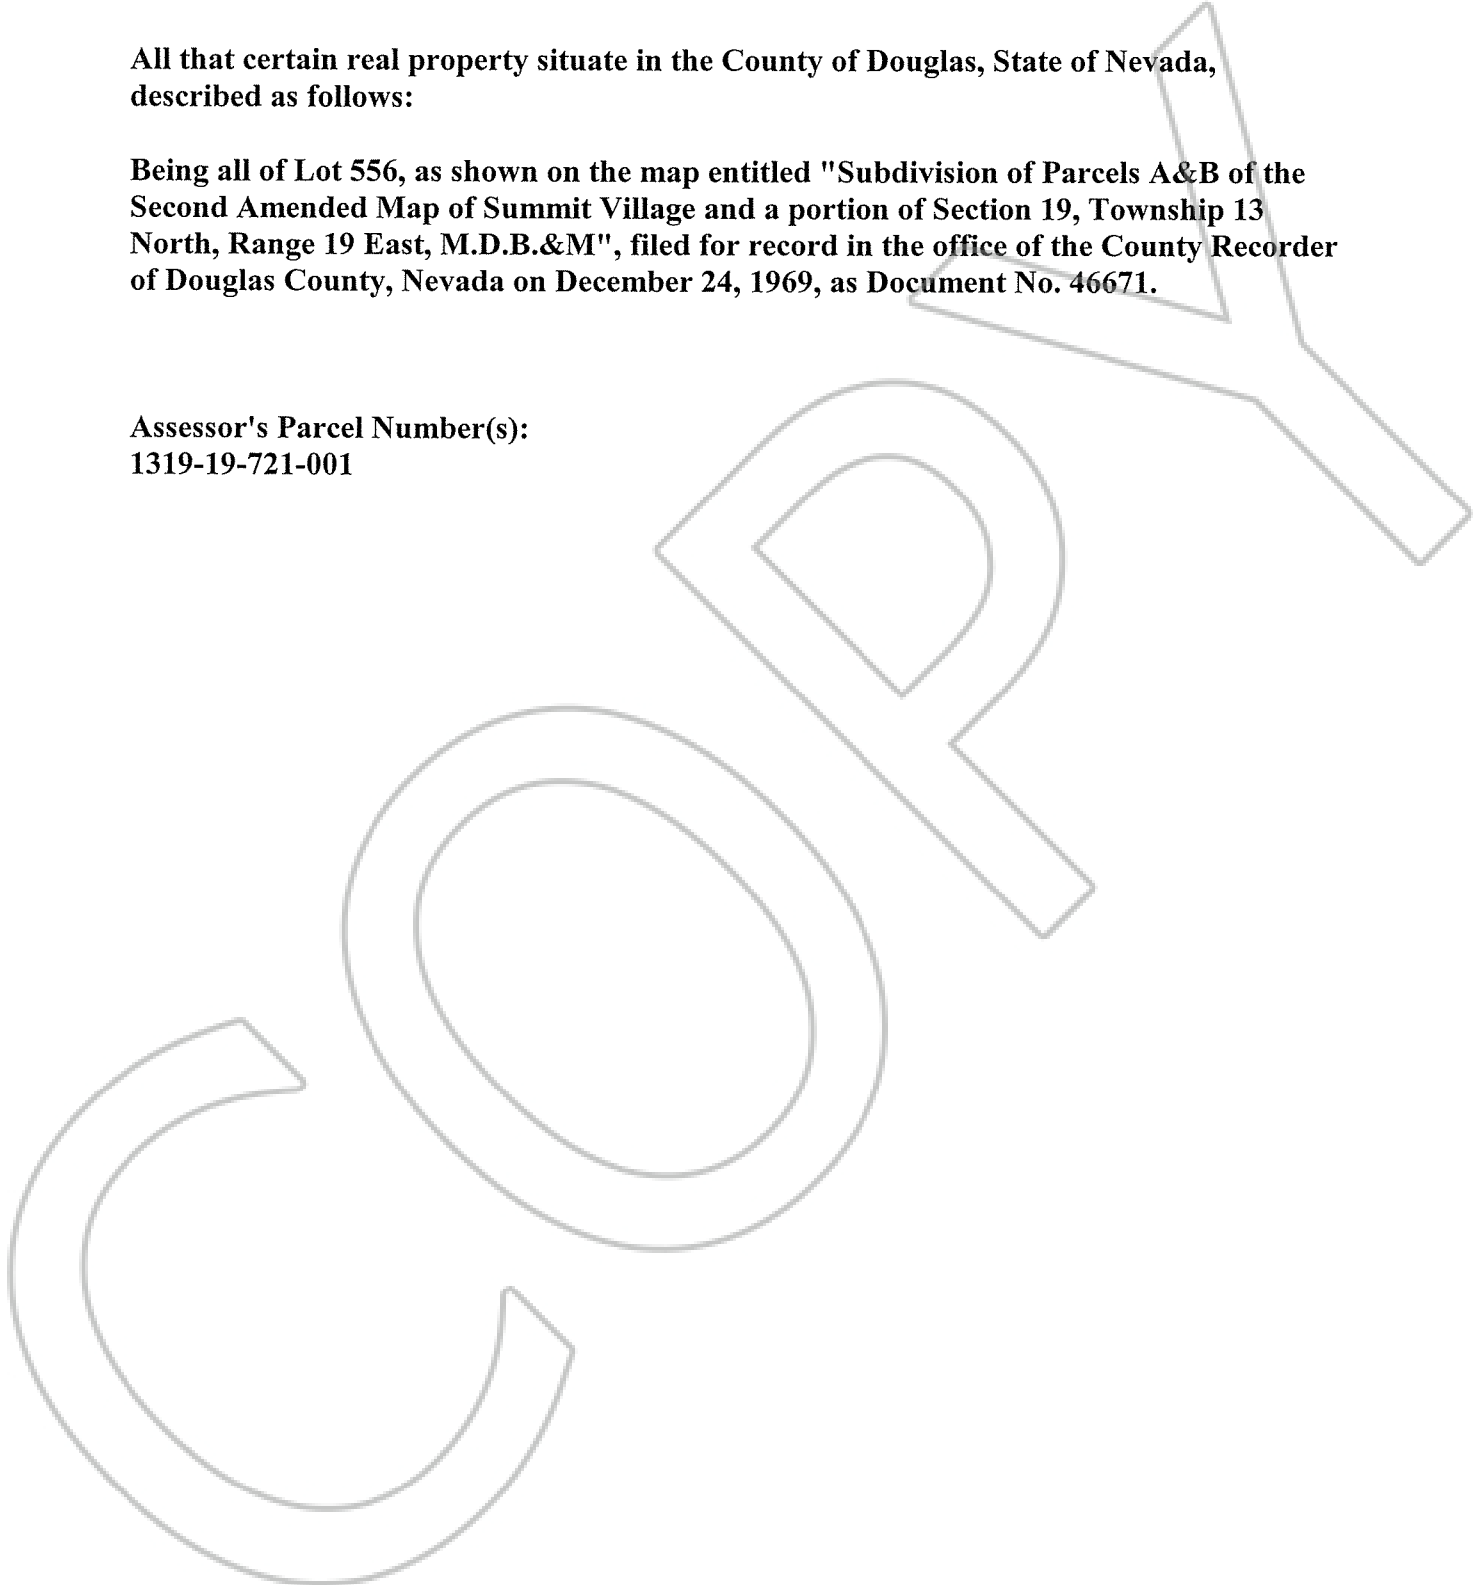 All that certain real property situate in the County of Douglas, State of Nevada,
described as follows:
Being all of Lot 556, as shown on the map entitled "Subdivision of Parcels A&B of the
Second Amended Map of Summit Village and a portion of Section 19, Township 13
North, Range 19 East, M.D.B.&M", filed for record in the office of the County Recorder
of Douglas County, Nevada on December 24, 1969, as Document No. 46671.
Assessor's Parcel Number(s):
1319-19-721-001
COPY